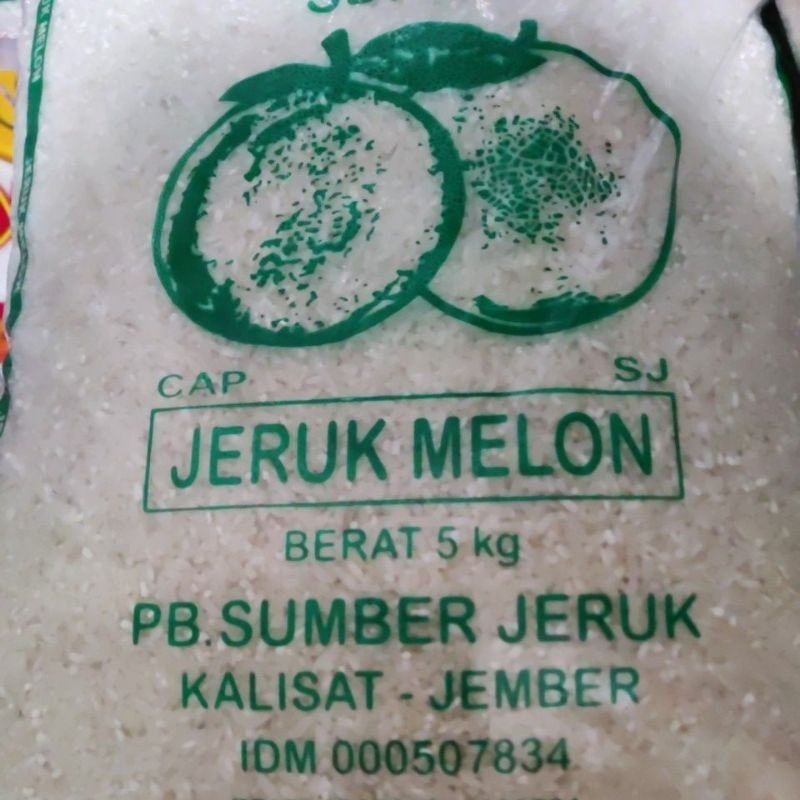 CAP SJ
JERUK MELON
BERAT 5 kg
PB.SUMBER JERUK
KALISAT - JEMBER
IDM 000507834